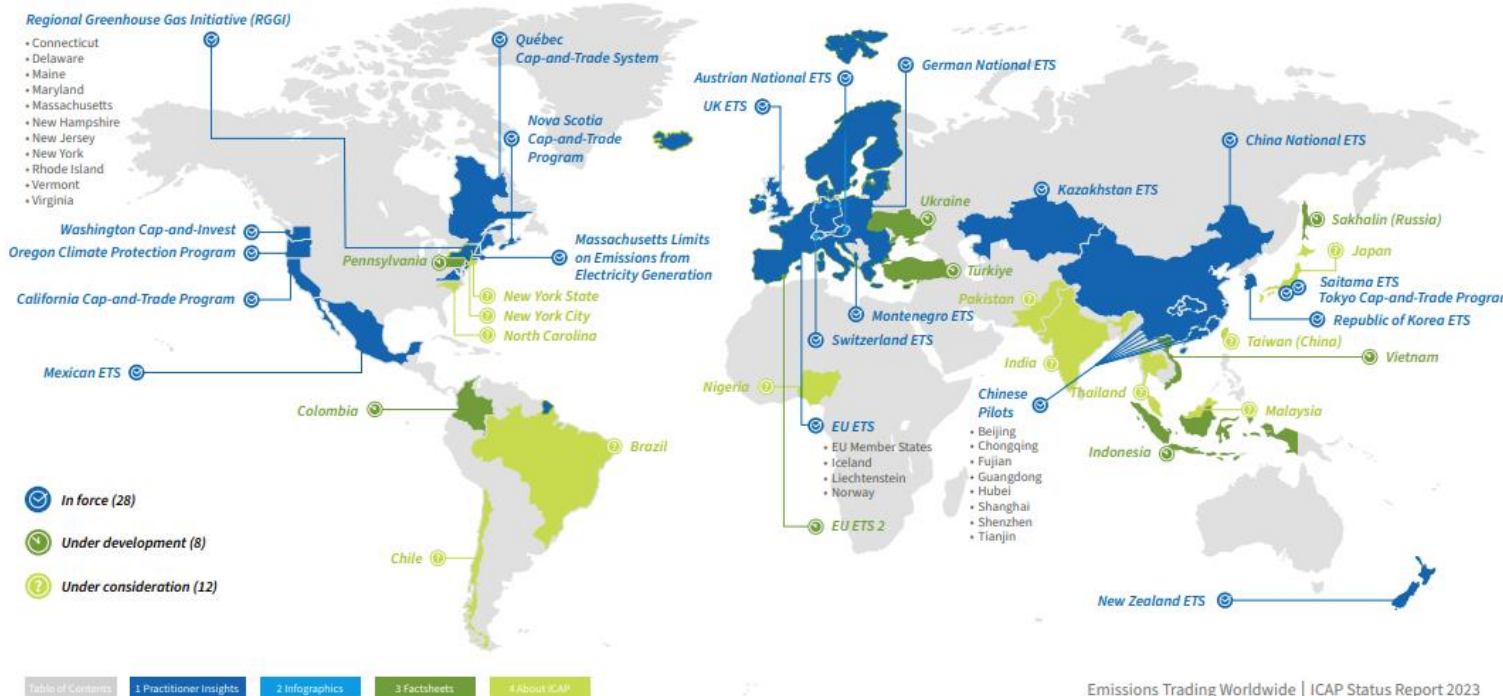 Regional Greenhouse Gas Initiative (RGGI)
• Connecticut
• Delaware
• Maine
• Maryland
• Massachusetts
• New Hampshire
• New Jersey
• New York
• Rhode Island
• Vermont
• Virginia
Québec
Cap-and-Trade System
Nova Scotia
Cap-and-Trade
Program
Washington Cap-and-Invest
Oregon Climate Protection Program
California Cap-and-Trade Program
Mexican ETS
Pennsylvania
Massachusetts Limits
on Emissions from
Electricity Generation
New York State
New York City
North Carolina
Colombia
Brazil
Chile
Austrian National ETS
German National ETS
UK ETS
Ukraine
Türkiye
Montenegro ETS
Switzerland ETS
Nigeria
EU ETS
• EU Member States
• Iceland
• Liechtenstein
• Norway
EU ETS 2
China National ETS
Kazakhstan ETS
Sakhalin (Russia)
Japan
Saitama ETS
Tokyo Cap-and-Trade Program
Republic of Korea ETS
Pakistan
India
Taiwan (China)
Vietnam
Thailand
Malaysia
Indonesia
Chinese
Pilots
• Beijing
• Chongqing
• Fujian
• Guangdong
• Hubei
• Shanghai
• Shenzhen
• Tianjin
New Zealand ETS
In force (28)
Under development (8)
? Under consideration (12)
Table of Contents
1 Practitioner Insights
2 Infographics
3 Factsheets
4 About ICAP
Emissions Trading Worldwide | ICAP Status Report 2023